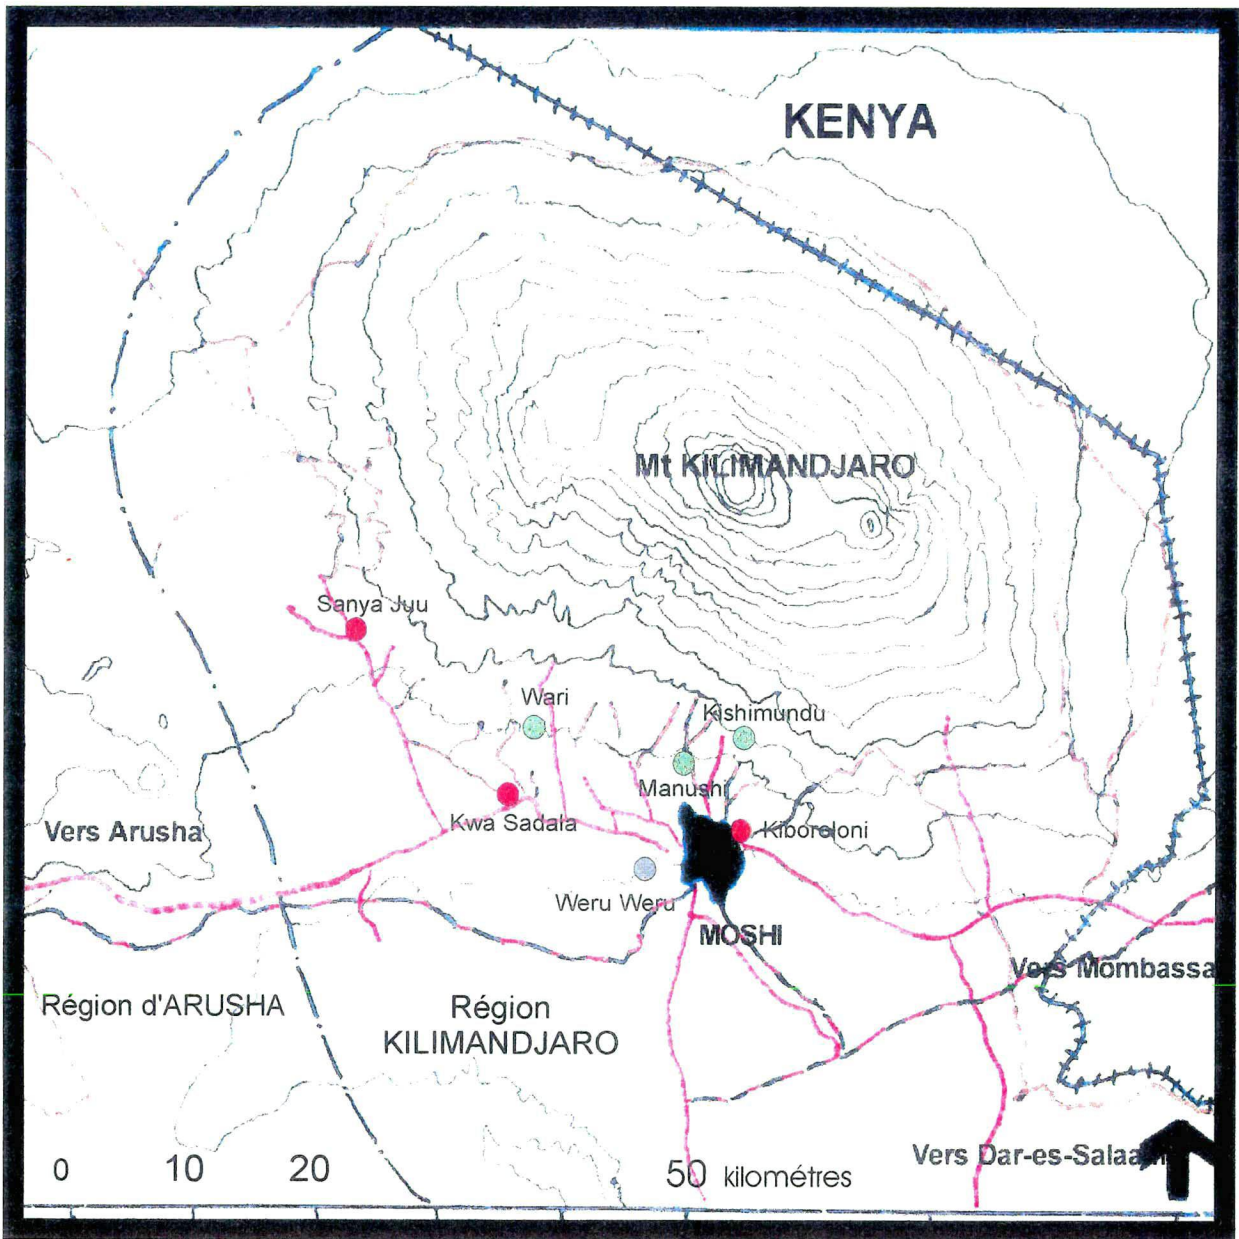 KENYA
Mt KILIMANDJARO
Sanya Juu
Wari
Kishimundu
Manushi
Kwa Sadala
Kiboroloni
Vers Arusha
Weru Weru
MOSHI
Vers Mombassa
Région d'ARUSHA
Région
KILIMANDJARO
Vers Dar-es-Salaam
0 10 20 50 kilométres